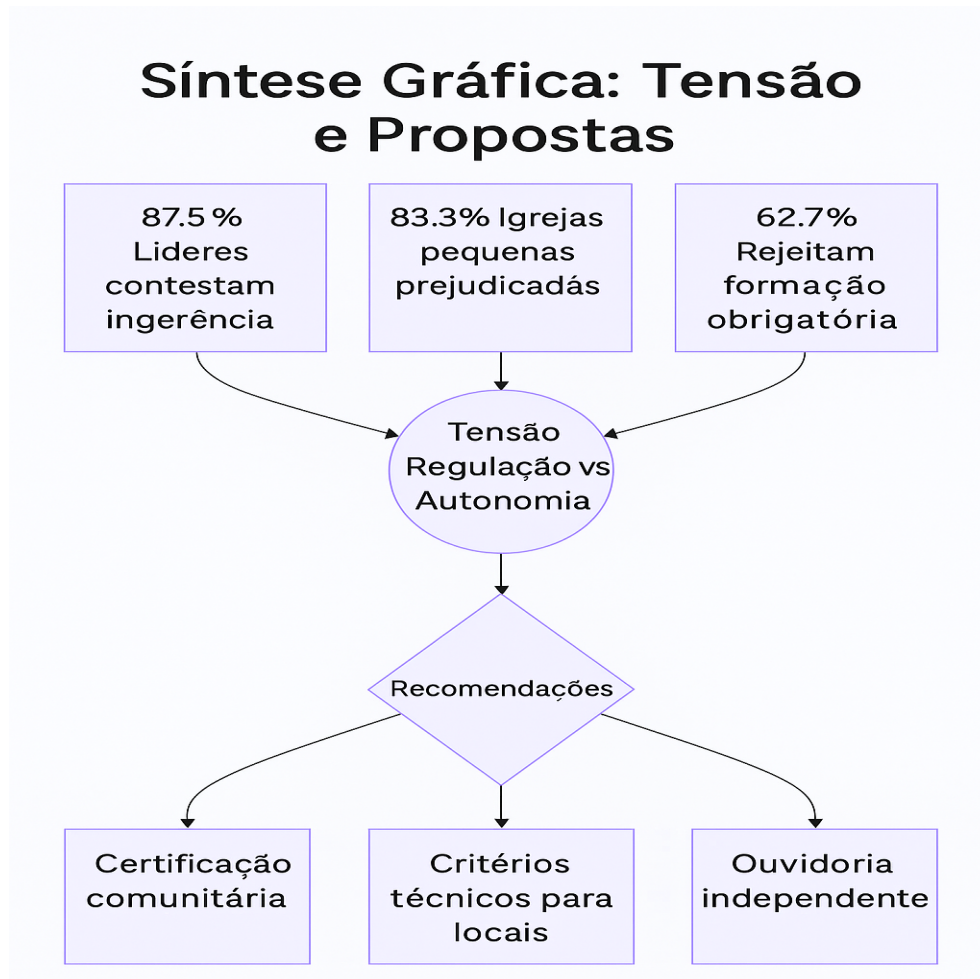 Síntese Gráfica: Tensão
e Propostas
87.5 %
Lideres
contestam
ingerência
83.3% Igrejas
pequenas
prejudicadás
62.7%
Rejeitam
formação
obrigatória
Tensão
Regulação vs
Autonomia
Recomendações
Certificação
comunitária
Critérios
técnicos para
locais
Ouvidoria
independente